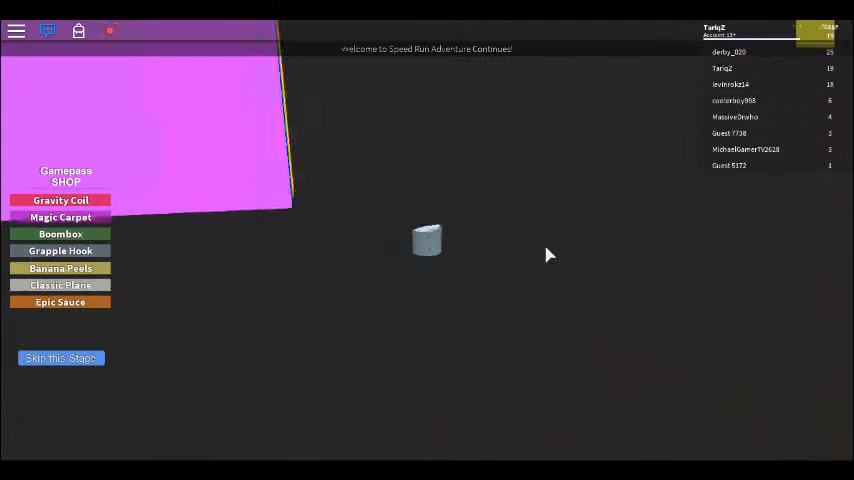 Welcome to Speed Run Adventure Continues!
TariqZ
Account 13+
19
derby_020 25
TariqZ 19
levinrokz14 18
coolerboy998 6
MassiveDrwho 4
Guest 7738 3
MichaelGamerTV2628 3
Guest 5172 1
Gamepass
SHOP
Gravity Coil
Magic Carpet
Boombox
Grapple Hook
Banana Peels
Classic Plane
Epic Sauce
Skip this Stage